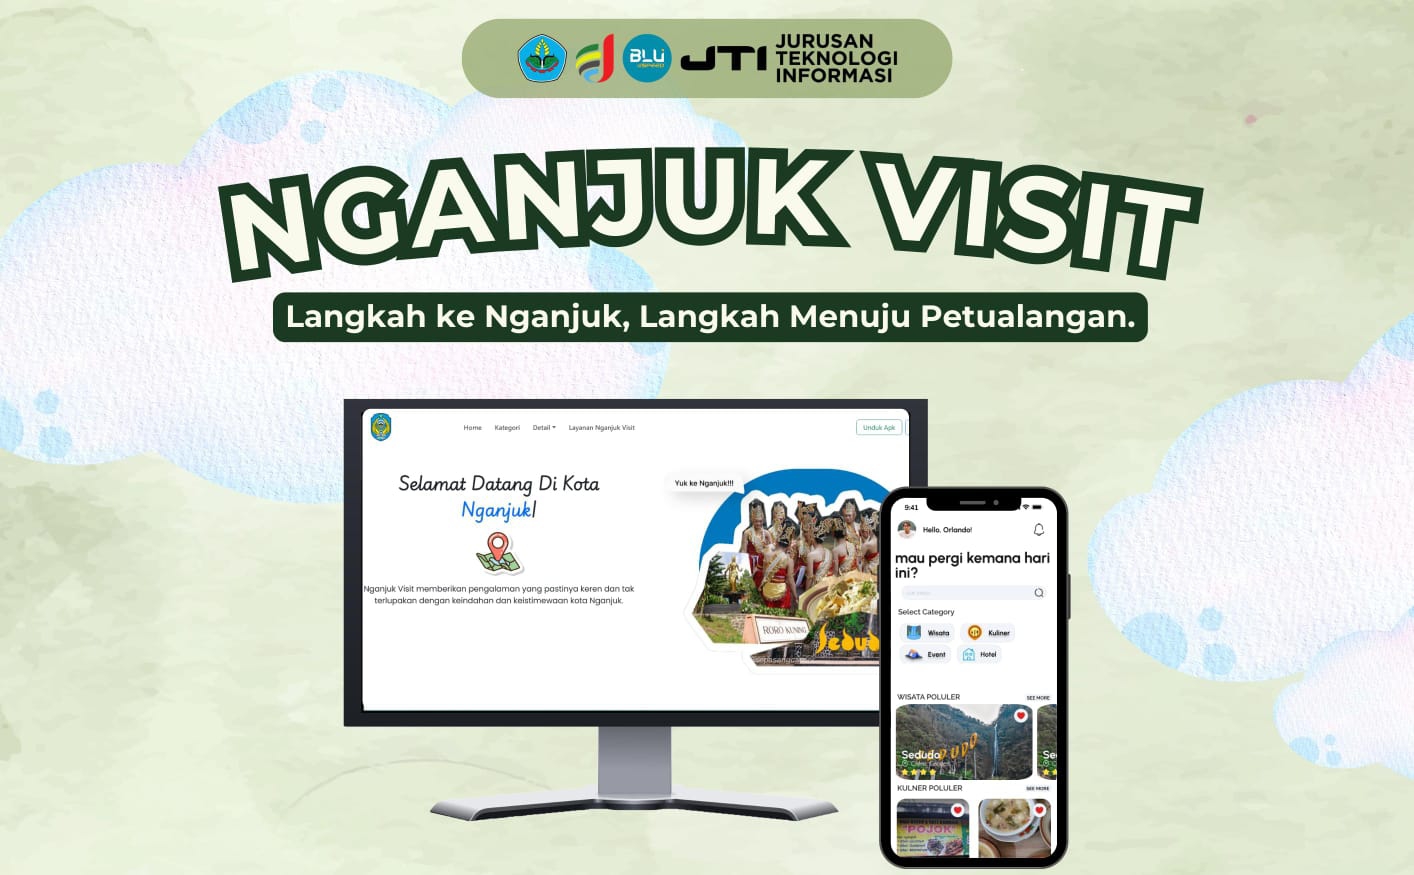 BLU
JTI
JURUSAN
TEKNOLOGI
INFORMASI
NGANJUK VISIT
Langkah ke Nganjuk, Langkah Menuju Petualangan.
Home Kategori Detail Layanan Nganjuk Visit Unduk Apk
Selamat Datang Di Kota
Nganjuk|
Nganjuk Visit memberikan pengalaman yang pastinya keren dan tak
terlupakan dengan keindahan dan keistimewaan kota Nganjuk.
Yuk ke Nganjuk!!!
RORO KUNING
Sedud
9:41
Hello, Orlando!
mau pergi kemana hari
ini?
Select Category
Wisata Kuliner
Event Hotel
WISATA POLULER SEE MORE
Sedudo
Se
KULNER POLULER SEE MORE
"POJOK"